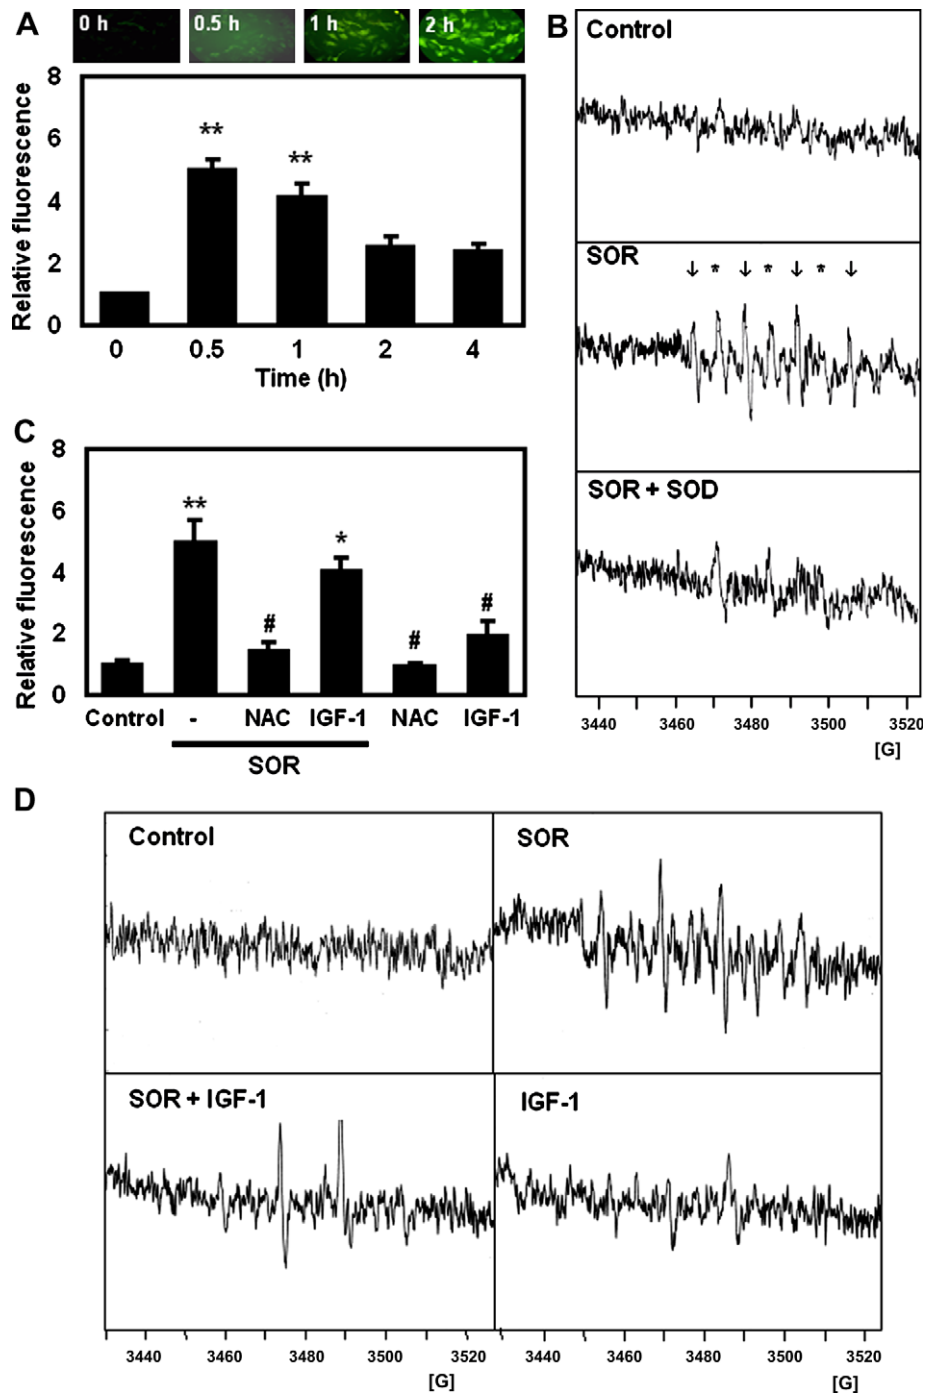 A
0 h 0.5 h 1 h 2 h
Relative fluorescence
8
6
4
2
0
**
**
0 0.5 1 2 4
Time (h)
B
Control
SOR
↓ * ↓ * ↓ * ↓
SOR + SOD
3440 3460 3480 3500 3520
[G]
C
Relative fluorescence
8
6
4
2
0
**
#
*
#
#
Control - NAC IGF-1 NAC IGF-1
SOR
D
Control
SOR
SOR + IGF-1
IGF-1
3440 3460 3480 3500 3520
[G]
3440 3460 3480 3500 3510
[G]